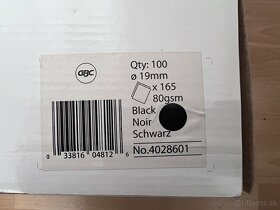 GBC
Qty: 100
ø 19mm
x 165
80gsm
Black
Noir
Schwarz
0 33816 04812 6
No.4028601
bazos.sk